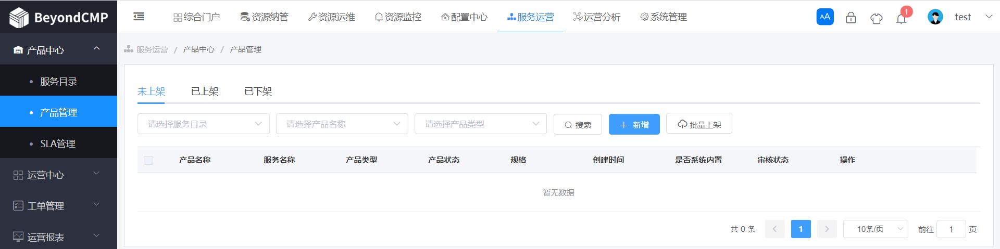 BeyondCMP
综合门户 资源纳管 资源运维 资源监控 配置中心 服务运营 运营分析 系统管理 AA 1 test
产品中心
服务目录
产品管理
SLA管理
运营中心
工单管理
运营报表
服务运营 / 产品中心 / 产品管理
未上架 已上架 已下架
请选择服务目录 请选择产品名称 请选择产品类型 搜索 新增 批量上架
产品名称 服务名称 产品类型 产品状态 规格 创建时间 是否系统内置 审核状态 操作
暂无数据
共 0 条 1 10条/页 前往 1 页